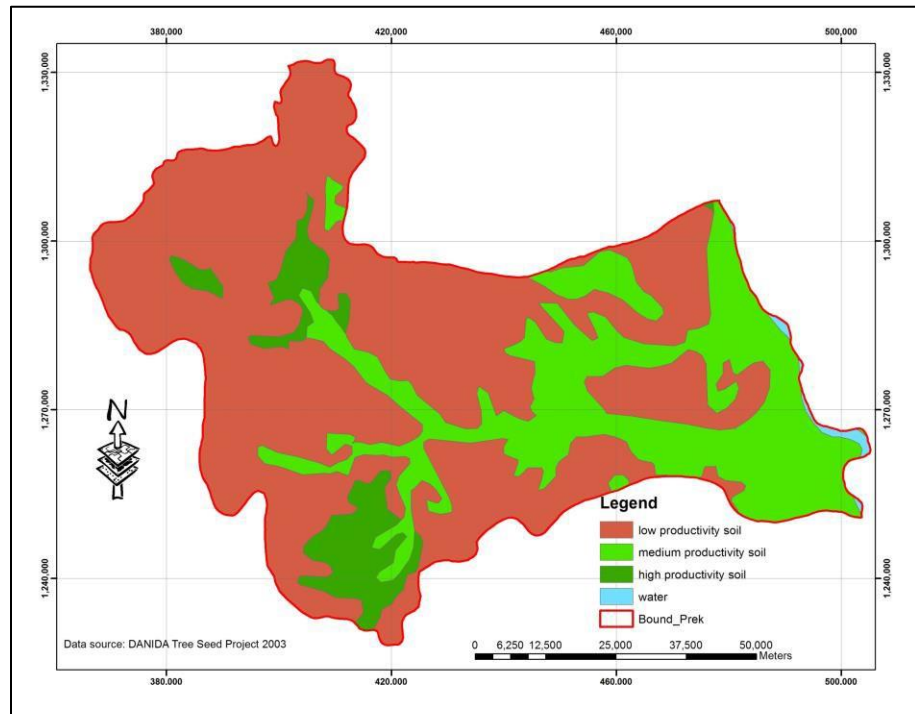 380,000 420,000 460,000 500,000
1,330,000 1,330,000
1,300,000 1,300,000
1,270,000 1,270,000
N
Legend
low productivity soil
medium productivity soil
high productivity soil
water
Bound_Prek
1,240,000 1,240,000
Data source: DANIDA Tree Seed Project 2003
0 6,250 12,500 25,000 37,500 50,000
Meters
380,000 420,000 460,000 500,000